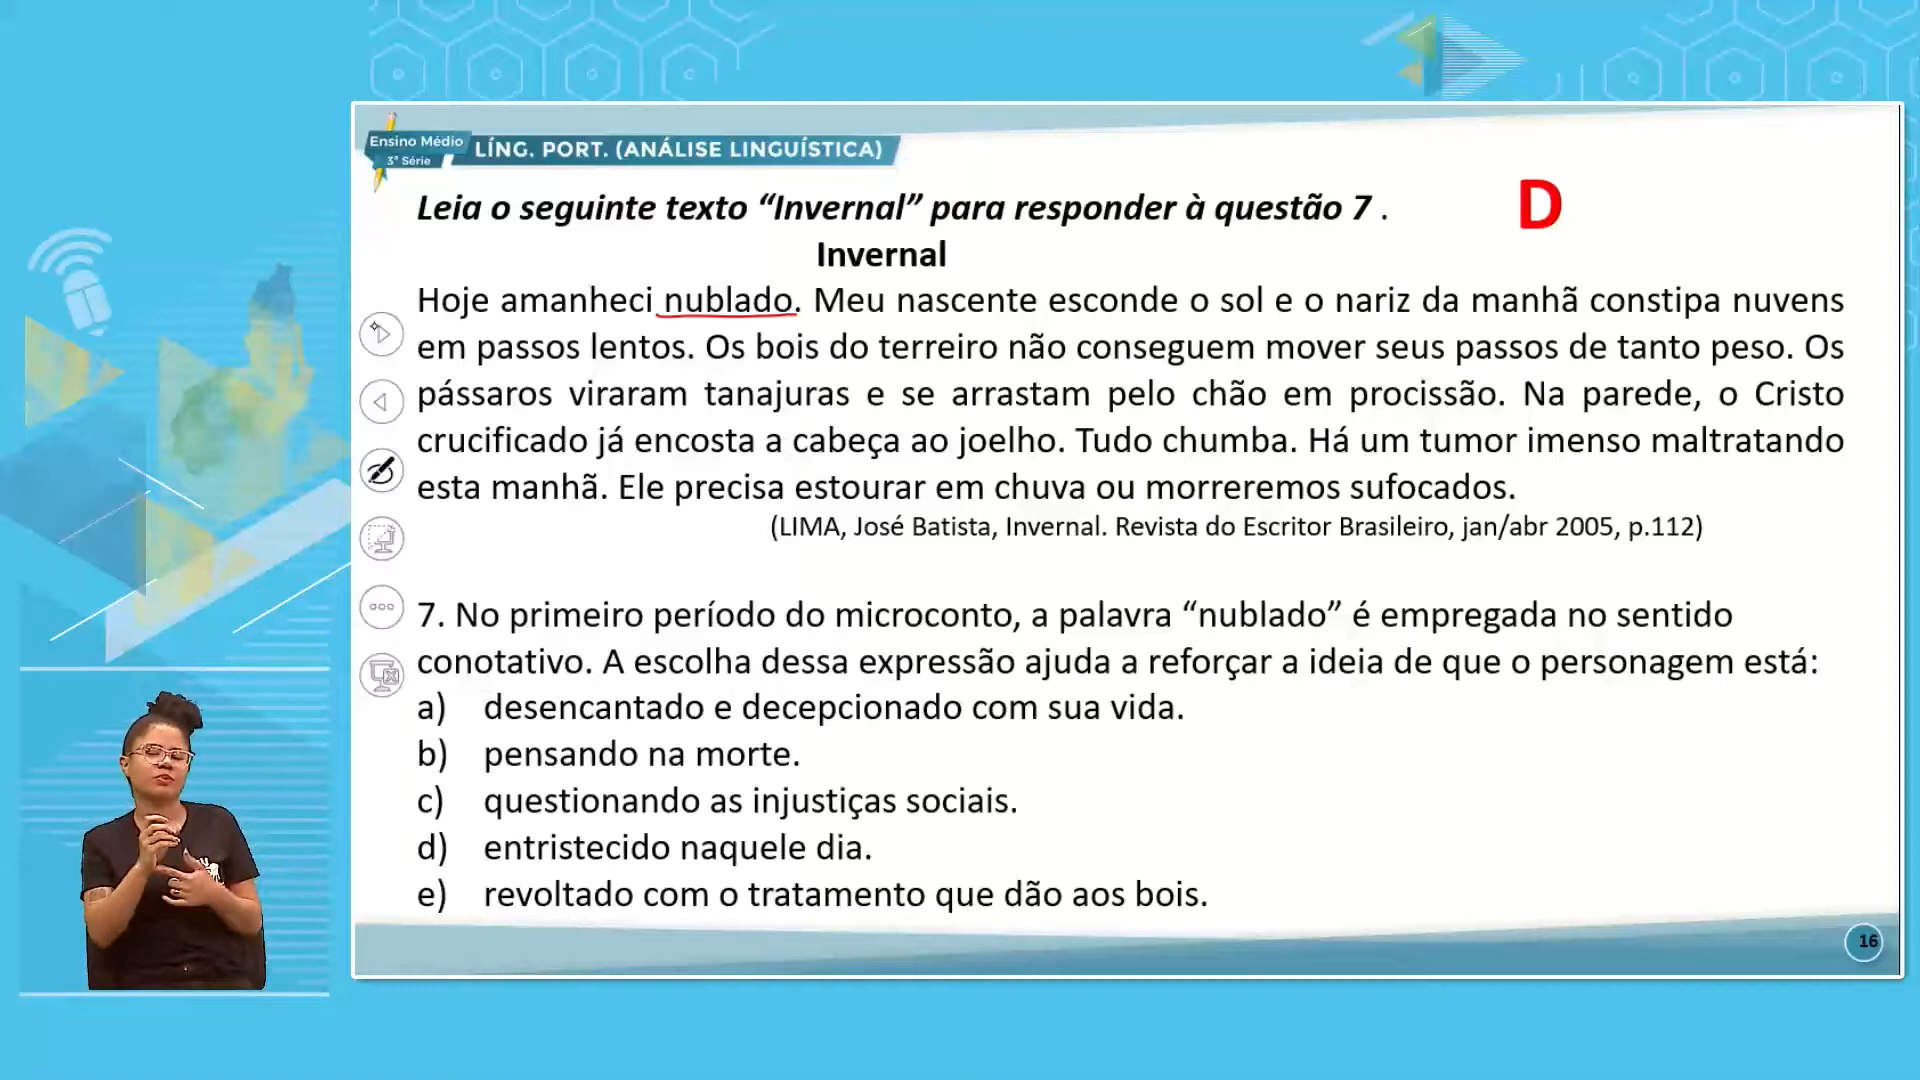 Ensino Médio
3ª Série
LÍNG. PORT. (ANÁLISE LINGUÍSTICA)
Leia o seguinte texto “Invernal” para responder à questão 7 .
D
Invernal
Hoje amanheci nublado. Meu nascente esconde o sol e o nariz da manhã constipa nuvens
em passos lentos. Os bois do terreiro não conseguem mover seus passos de tanto peso. Os
pássaros viraram tanajuras e se arrastam pelo chão em procissão. Na parede, o Cristo
crucificado já encosta a cabeça ao joelho. Tudo chumba. Há um tumor imenso maltratando
esta manhã. Ele precisa estourar em chuva ou morreremos sufocados.
(LIMA, José Batista, Invernal. Revista do Escritor Brasileiro, jan/abr 2005, p.112)
7. No primeiro período do microconto, a palavra “nublado” é empregada no sentido
conotativo. A escolha dessa expressão ajuda a reforçar a ideia de que o personagem está:
a) desencantado e decepcionado com sua vida.
b) pensando na morte.
c) questionando as injustiças sociais.
d) entristecido naquele dia.
e) revoltado com o tratamento que dão aos bois.
16